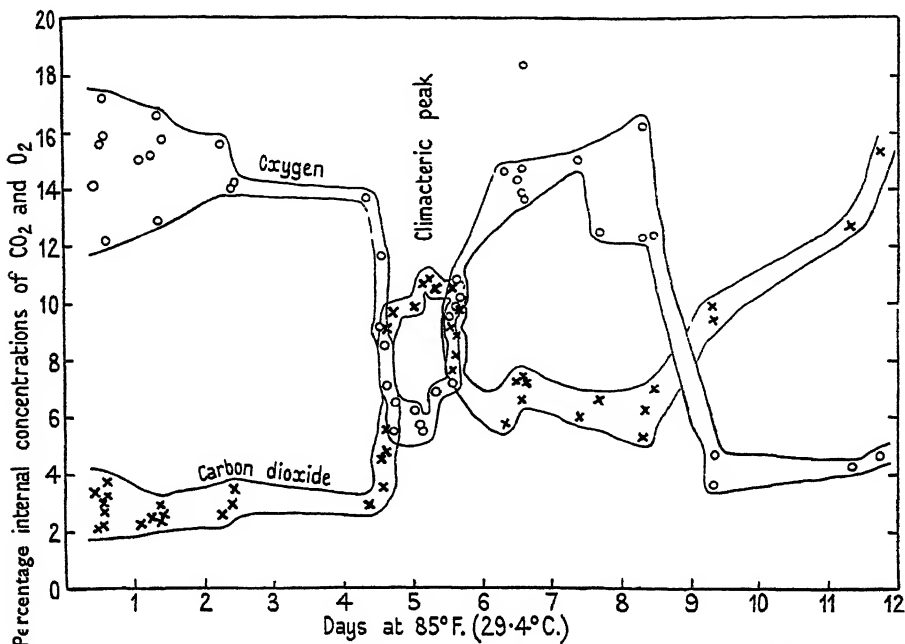 Percentage internal concentrations of CO₂ and O₂
20
18
16
14
12
10
8
6
4
2
0
Oxygen
Climacteric peak
Carbon dioxide
1 2 3 4 5 6 7 8 9 10 11 12
Days at 85°F. (29·4°C.)